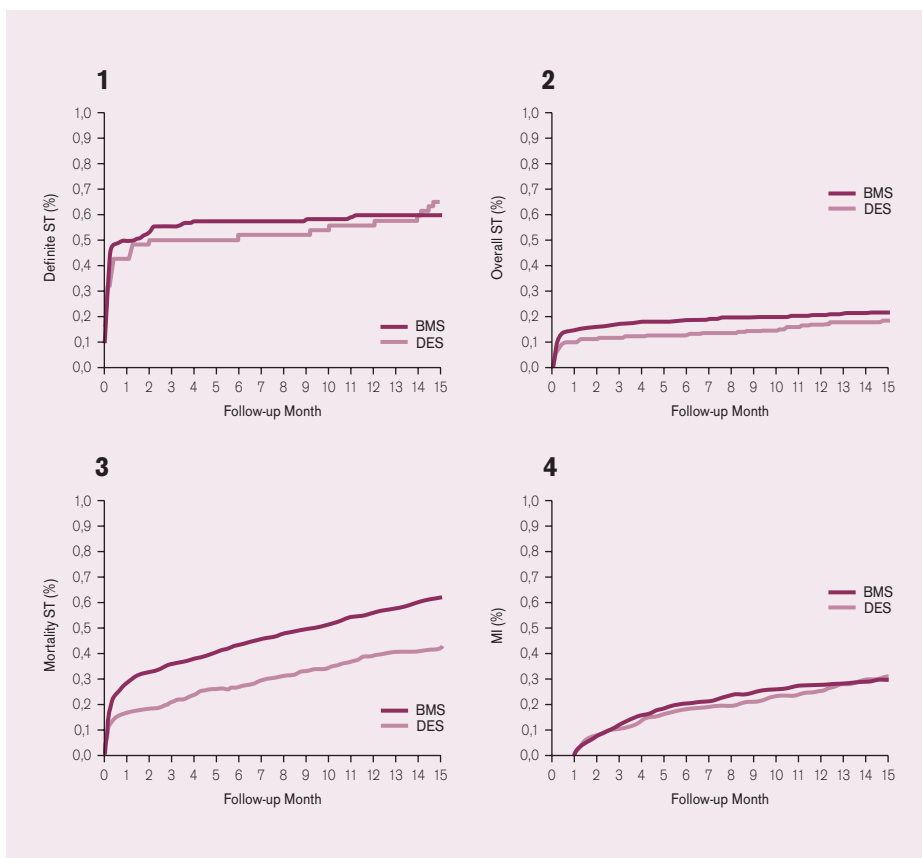 1
1,0
0,9
0,8
0,7
0,6
0,5
0,4
0,3
0,2
0,1
0,0
Definite ST (%)
BMS
DES
0 1 2 3 4 5 6 7 8 9 10 11 12 13 14 15
Follow-up Month
2
1,0
0,9
0,8
0,7
0,6
0,5
0,4
0,3
0,2
0,1
0,0
Overall ST (%)
BMS
DES
0 1 2 3 4 5 6 7 8 9 10 11 12 13 14 15
Follow-up Month
3
1,0
0,9
0,8
0,7
0,6
0,5
0,4
0,3
0,2
0,1
0,0
Mortality ST (%)
BMS
DES
0 1 2 3 4 5 6 7 8 9 10 11 12 13 14 15
Follow-up Month
4
1,0
0,9
0,8
0,7
0,6
0,5
0,4
0,3
0,2
0,1
0,0
MI (%)
BMS
DES
0 1 2 3 4 5 6 7 8 9 10 11 12 13 14 15
Follow-up Month